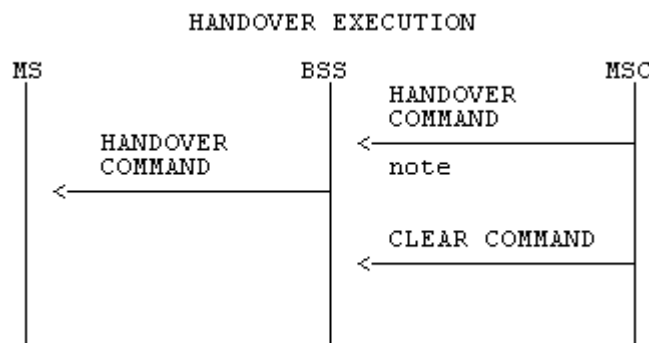 HANDOVER EXECUTION
MS BSS MSC
HANDOVER
COMMAND
HANDOVER
COMMAND
note
CLEAR COMMAND